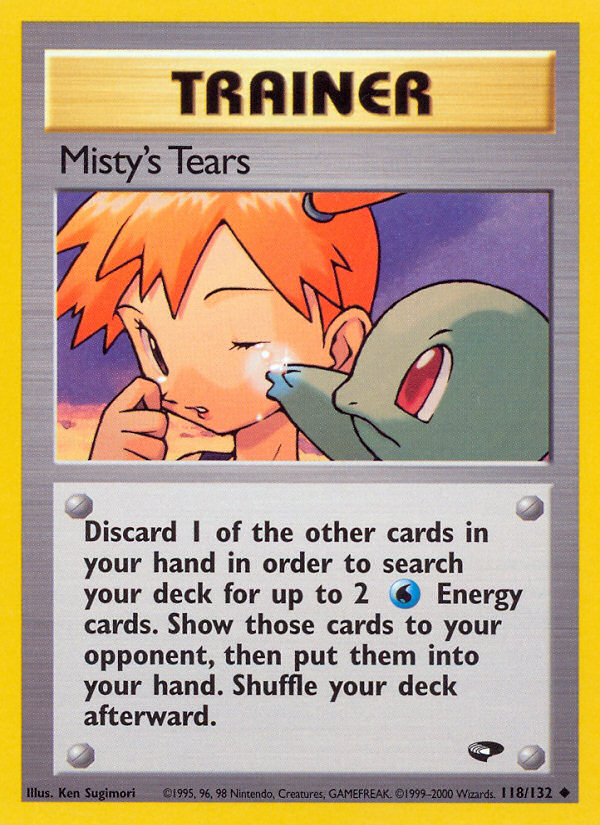 TRAINER
Misty's Tears
Discard 1 of the other cards in
your hand in order to search
your deck for up to 2 Energy
cards. Show those cards to your
opponent, then put them into
your hand. Shuffle your deck
afterward.
Illus. Ken Sugimori ©1995, 96, 98 Nintendo, Creatures, GAMEFREAK. ©1999-2000 Wizards. 118/132 ◆